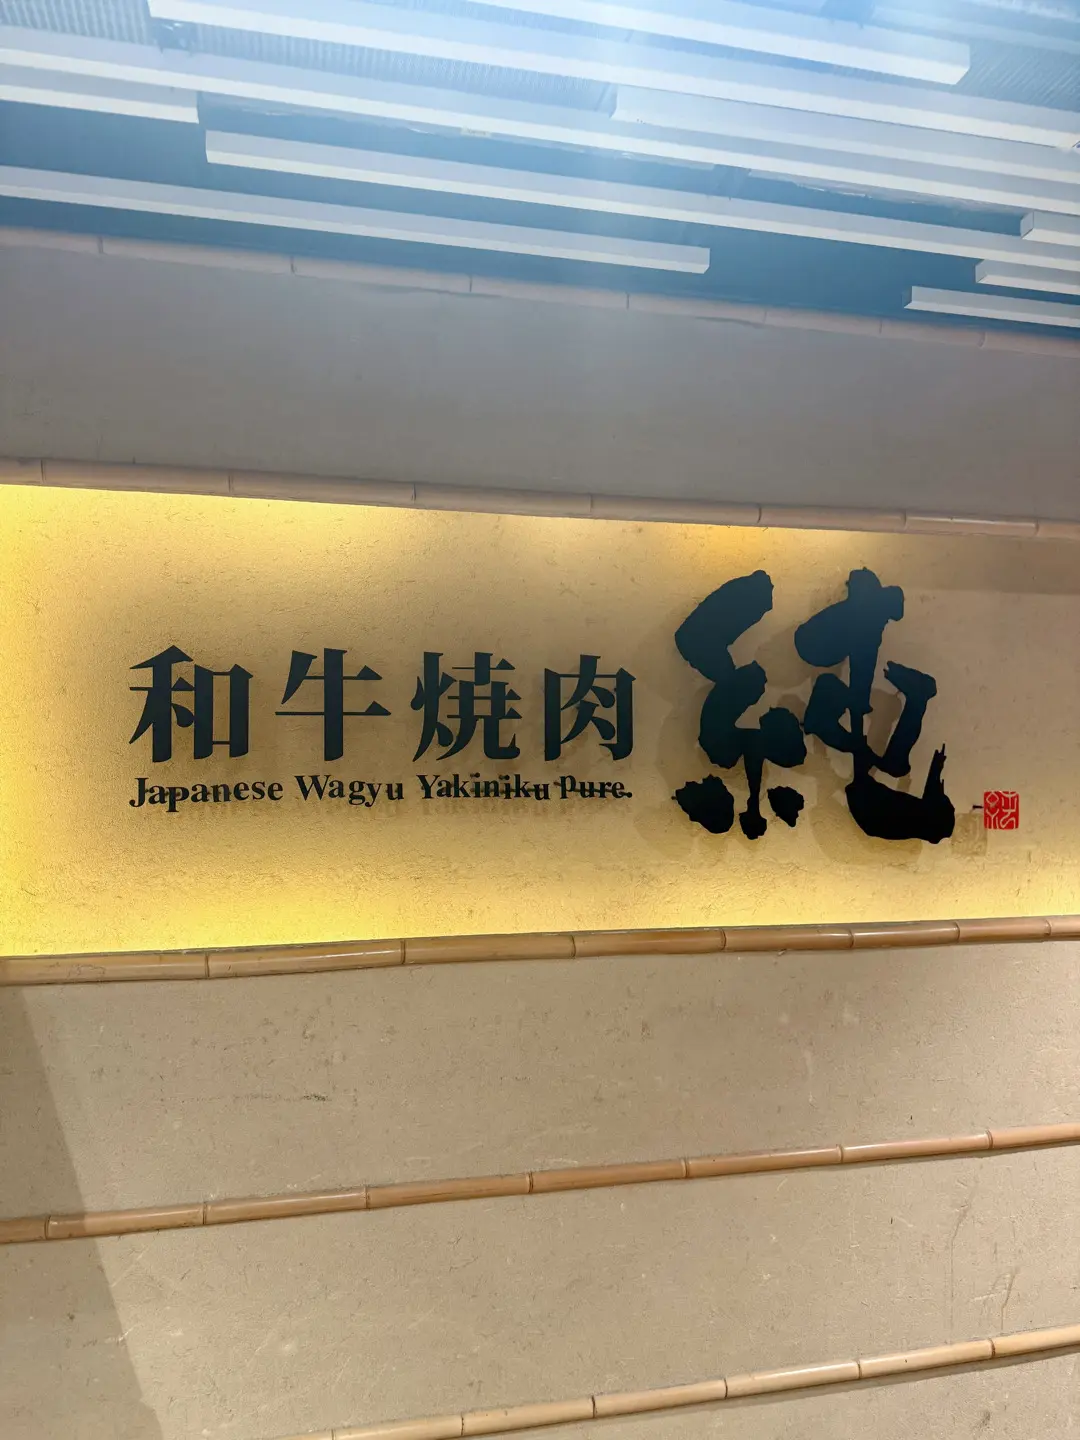 和牛焼肉 純
Japanese Wagyu Yakiniku Pure.